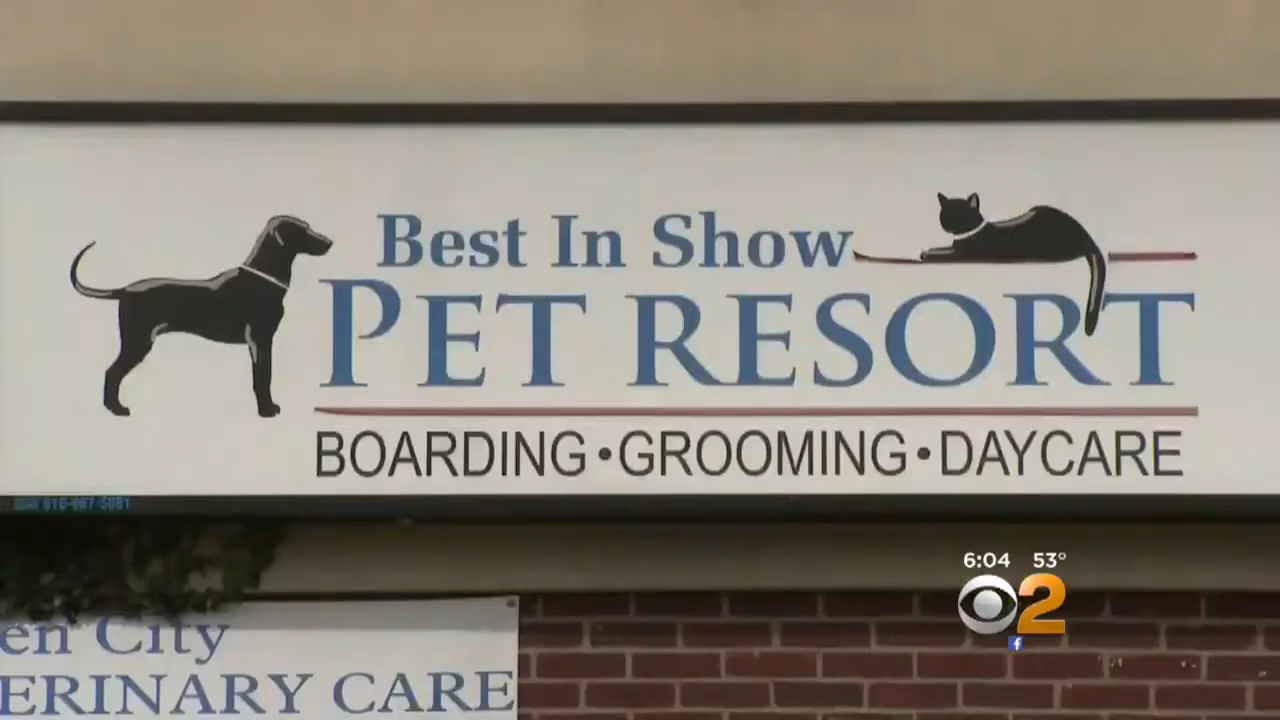 Best In Show
PET RESORT
BOARDING • GROOMING • DAYCARE
6:04 53°
2
f
en City
ERINARY CARE